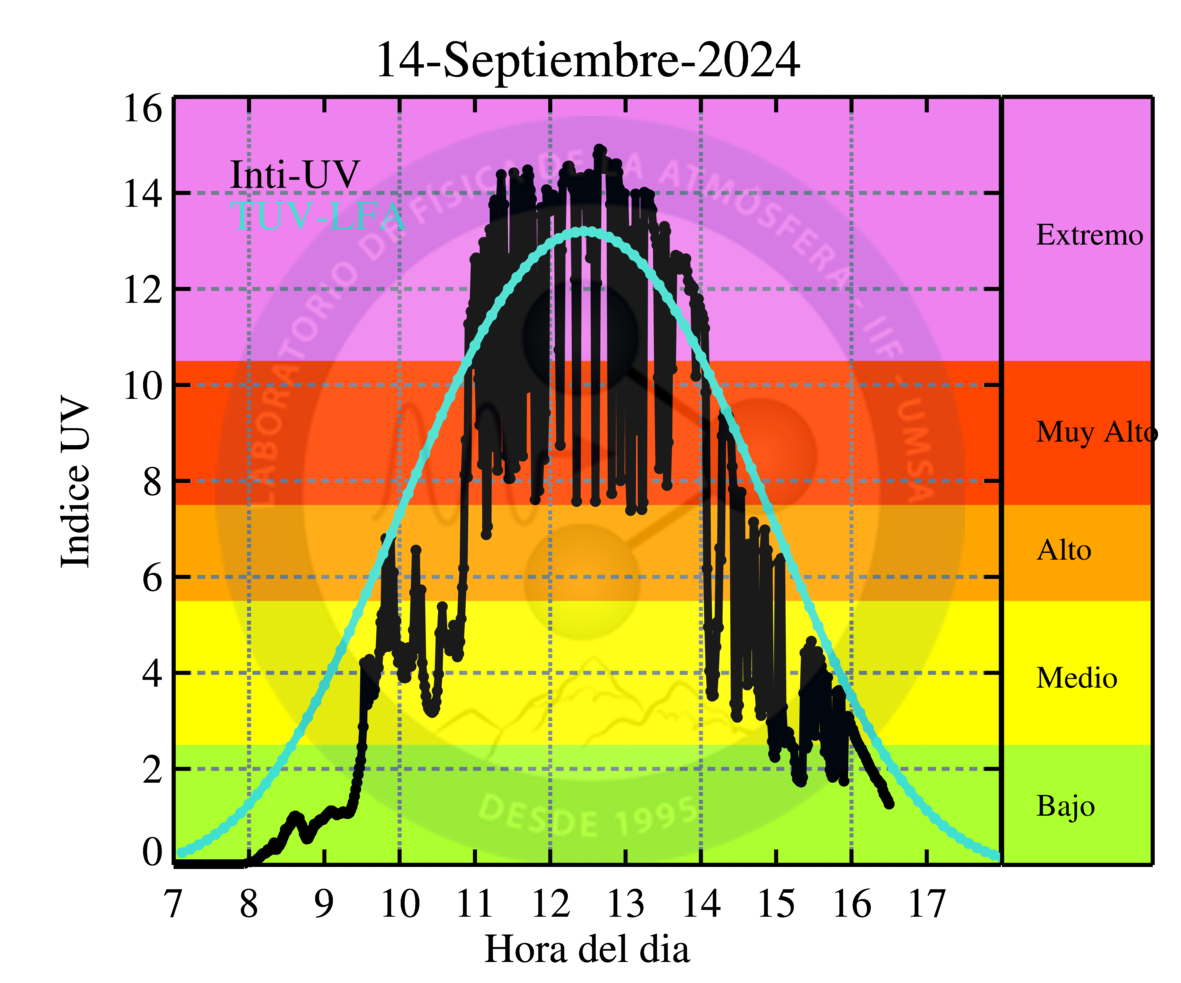 14-Septiembre-2024
16
14
12
10
8
6
4
2
0
Indice UV
Inti-UV
TUV-LFA
LABORATORIO DE FÍSICA DE LA ATMÓSFERA - IIF - UMSA
DESDE 1995
Extremo
Muy Alto
Alto
Medio
Bajo
7 8 9 10 11 12 13 14 15 16 17
Hora del dia